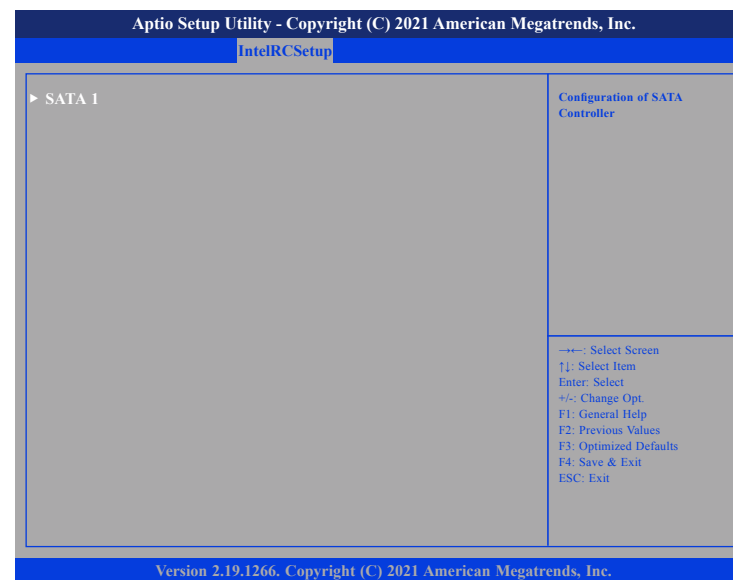 Aptio Setup Utility - Copyright (C) 2021 American Megatrends, Inc.
IntelRCSetup
► SATA 1
Configuration of SATA
Controller
→←: Select Screen
↑↓: Select Item
Enter: Select
+/-: Change Opt.
F1: General Help
F2: Previous Values
F3: Optimized Defaults
F4: Save & Exit
ESC: Exit
Version 2.19.1266. Copyright (C) 2021 American Megatrends, Inc.